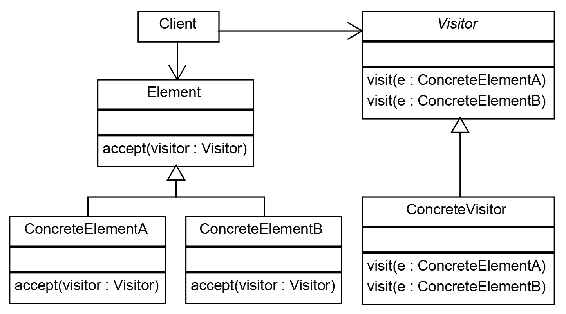 Client
Visitor
visit(e : ConcreteElementA)
visit(e : ConcreteElementB)
Element
accept(visitor : Visitor)
ConcreteElementA
accept(visitor : Visitor)
ConcreteElementB
accept(visitor : Visitor)
ConcreteVisitor
visit(e : ConcreteElementA)
visit(e : ConcreteElementB)